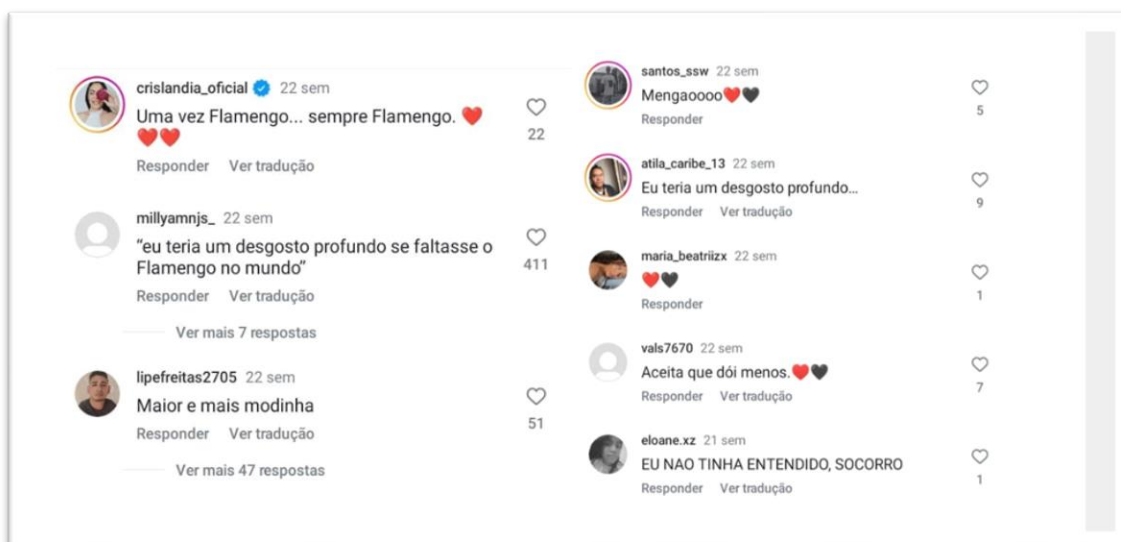 crislandia_oficial 22 sem
Uma vez Flamengo... sempre Flamengo. ❤️
❤️❤️
22
Responder Ver tradução
millyamnjs_ 22 sem
“eu teria um desgosto profundo se faltasse o
Flamengo no mundo”
411
Responder Ver tradução
Ver mais 7 respostas
lipefreitas2705 22 sem
Maior e mais modinha
51
Responder Ver tradução
Ver mais 47 respostas
santos_ssw 22 sem
Mengaoooo❤️🖤
5
Responder
atila_caribe_13 22 sem
Eu teria um desgosto profundo...
9
Responder Ver tradução
maria_beatriizx 22 sem
❤️🖤
1
Responder
vals7670 22 sem
Aceita que dói menos.❤️🖤
7
Responder Ver tradução
eloane.xz 21 sem
EU NAO TINHA ENTENDIDO, SOCORRO
1
Responder Ver tradução